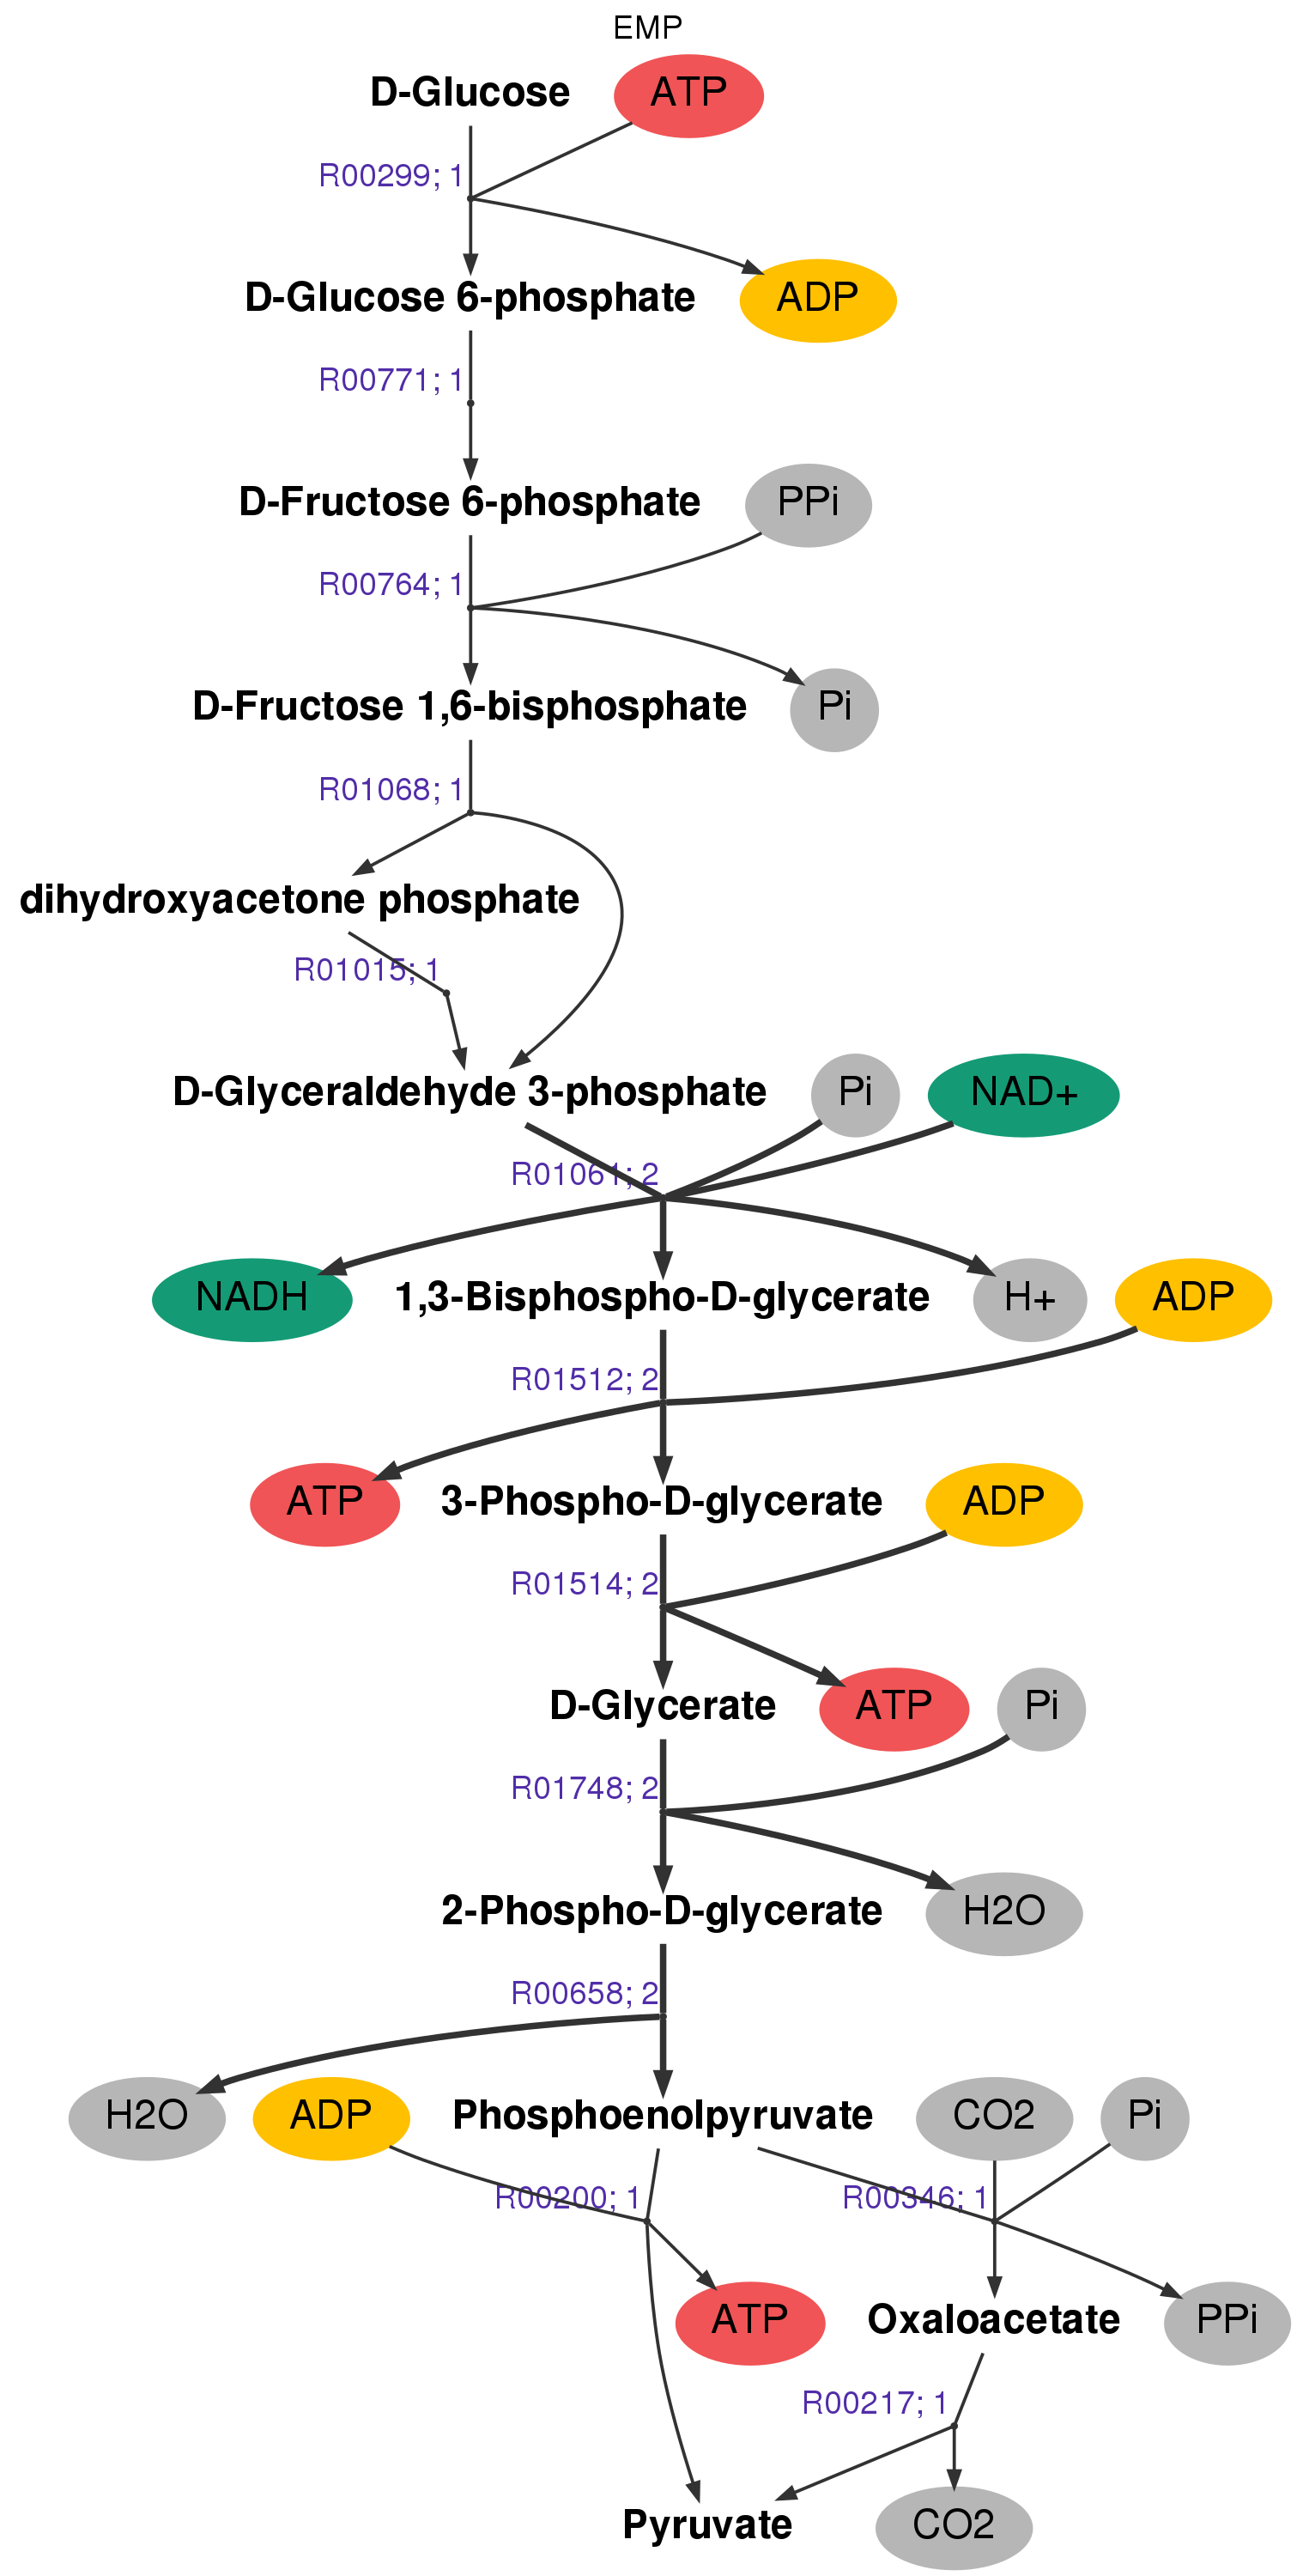 EMP
D-Glucose ATP
R00299; 1
D-Glucose 6-phosphate ADP
R00771; 1
D-Fructose 6-phosphate PPi
R00764; 1
D-Fructose 1,6-bisphosphate Pi
R01068; 1
dihydroxyacetone phosphate
R01015; 1
D-Glyceraldehyde 3-phosphate Pi NAD+
R01061; 2
NADH 1,3-Bisphospho-D-glycerate H+ ADP
R01512; 2
ATP 3-Phospho-D-glycerate ADP
R01514; 2
D-Glycerate ATP Pi
R01748; 2
2-Phospho-D-glycerate H2O
R00658; 2
H2O ADP Phosphoenolpyruvate CO2 Pi
R00200; 1 R00346; 1
ATP Oxaloacetate PPi
R00217; 1
Pyruvate CO2